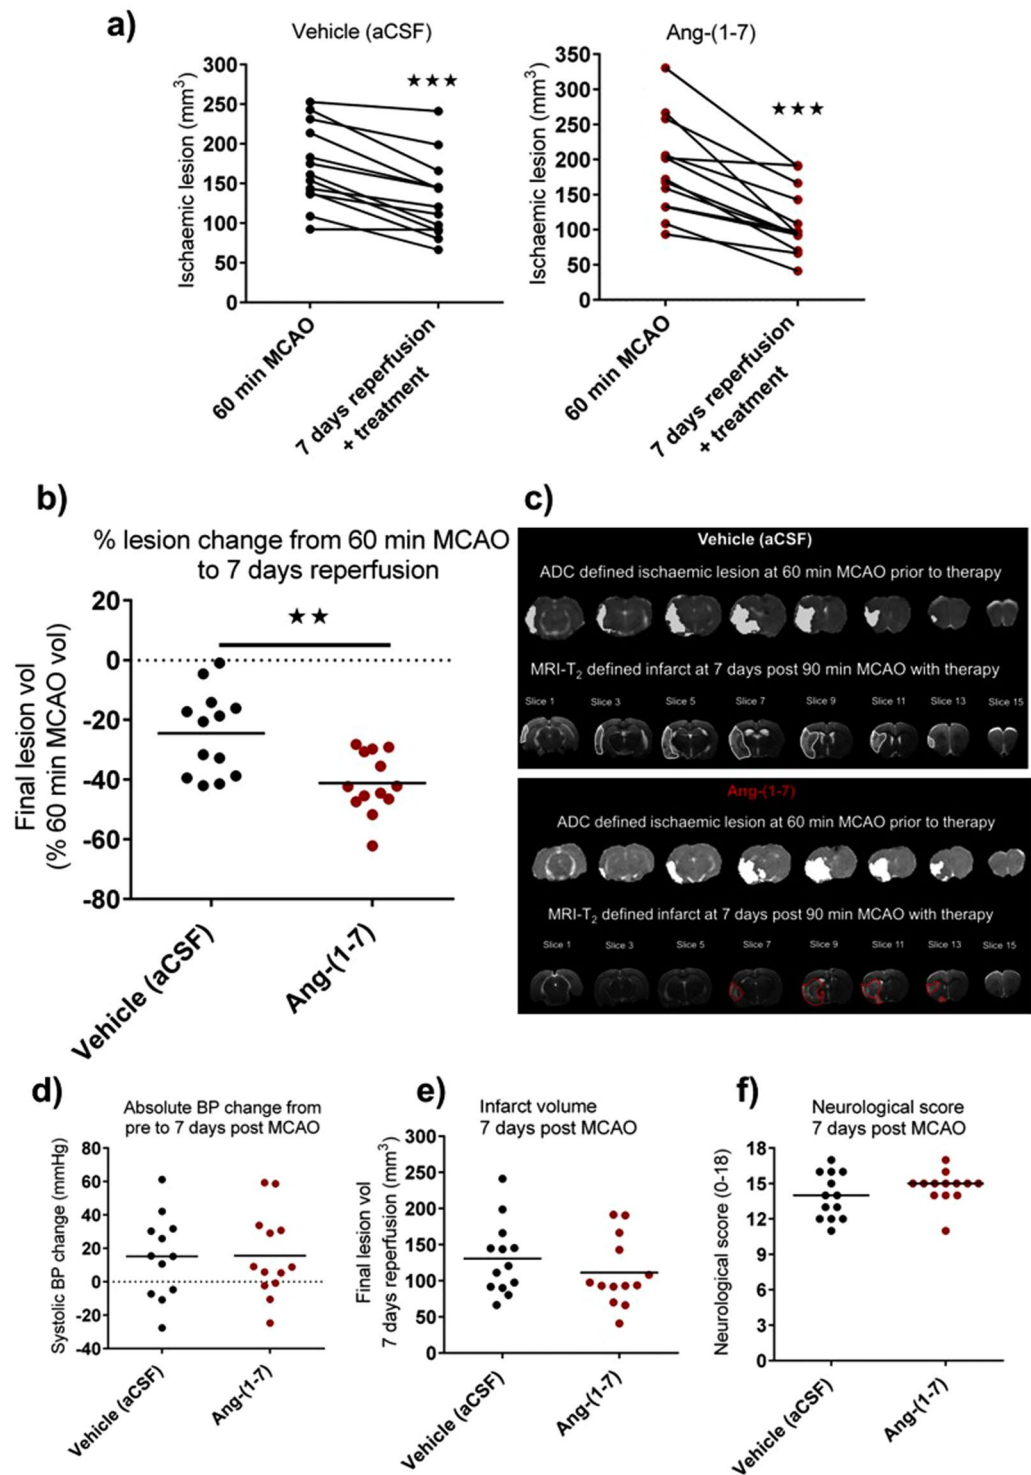 a)
Vehicle (aCSF)
Ischaemic lesion (mm³)
300
250
200
150
100
50
0
★★★
60 min MCAO
7 days reperfusion
+ treatment
Ang-(1-7)
Ischaemic lesion (mm³)
350
300
250
200
150
100
50
0
★★★
60 min MCAO
7 days reperfusion
+ treatment
b)
% lesion change from 60 min MCAO
to 7 days reperfusion
Final lesion vol
(% 60 min MCAO vol)
20
0
-20
-40
-60
-80
★★
Vehicle (aCSF)
Ang-(1-7)
c)
Vehicle (aCSF)
ADC defined ischaemic lesion at 60 min MCAO prior to therapy
MRI-T₂ defined infarct at 7 days post 90 min MCAO with therapy
Slice 1 Slice 3 Slice 5 Slice 7 Slice 9 Slice 11 Slice 13 Slice 15
Ang-(1-7)
ADC defined ischaemic lesion at 60 min MCAO prior to therapy
MRI-T₂ defined infarct at 7 days post 90 min MCAO with therapy
Slice 1 Slice 3 Slice 5 Slice 7 Slice 9 Slice 11 Slice 13 Slice 15
d)
Absolute BP change from
pre to 7 days post MCAO
Systolic BP change (mmHg)
80
60
40
20
0
-20
-40
Vehicle (aCSF)
Ang-(1-7)
e)
Infarct volume
7 days post MCAO
Final lesion vol
7 days reperfusion (mm³)
300
250
200
150
100
50
0
Vehicle (aCSF)
Ang-(1-7)
f)
Neurological score
7 days post MCAO
Neurological score (0-18)
18
15
12
9
6
3
0
Vehicle (aCSF)
Ang-(1-7)